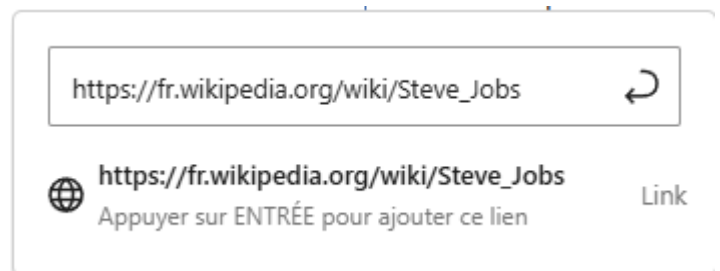 https://fr.wikipedia.org/wiki/Steve_Jobs
https://fr.wikipedia.org/wiki/Steve_Jobs
Link
Appuyer sur ENTRÉE pour ajouter ce lien